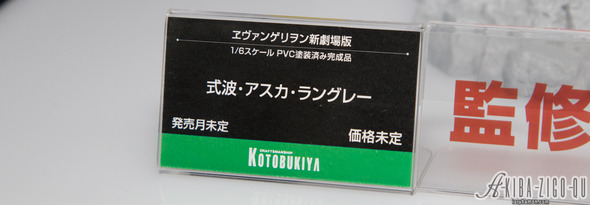 ヱヴァンゲリヲン新劇場版
1/6スケール PVC塗装済み完成品
式波・アスカ・ラングレー
発売月未定
価格未定
CRAFTSMANSHIP
KOTOBUKIYA
監修
AKIBA-ZIGO-QU